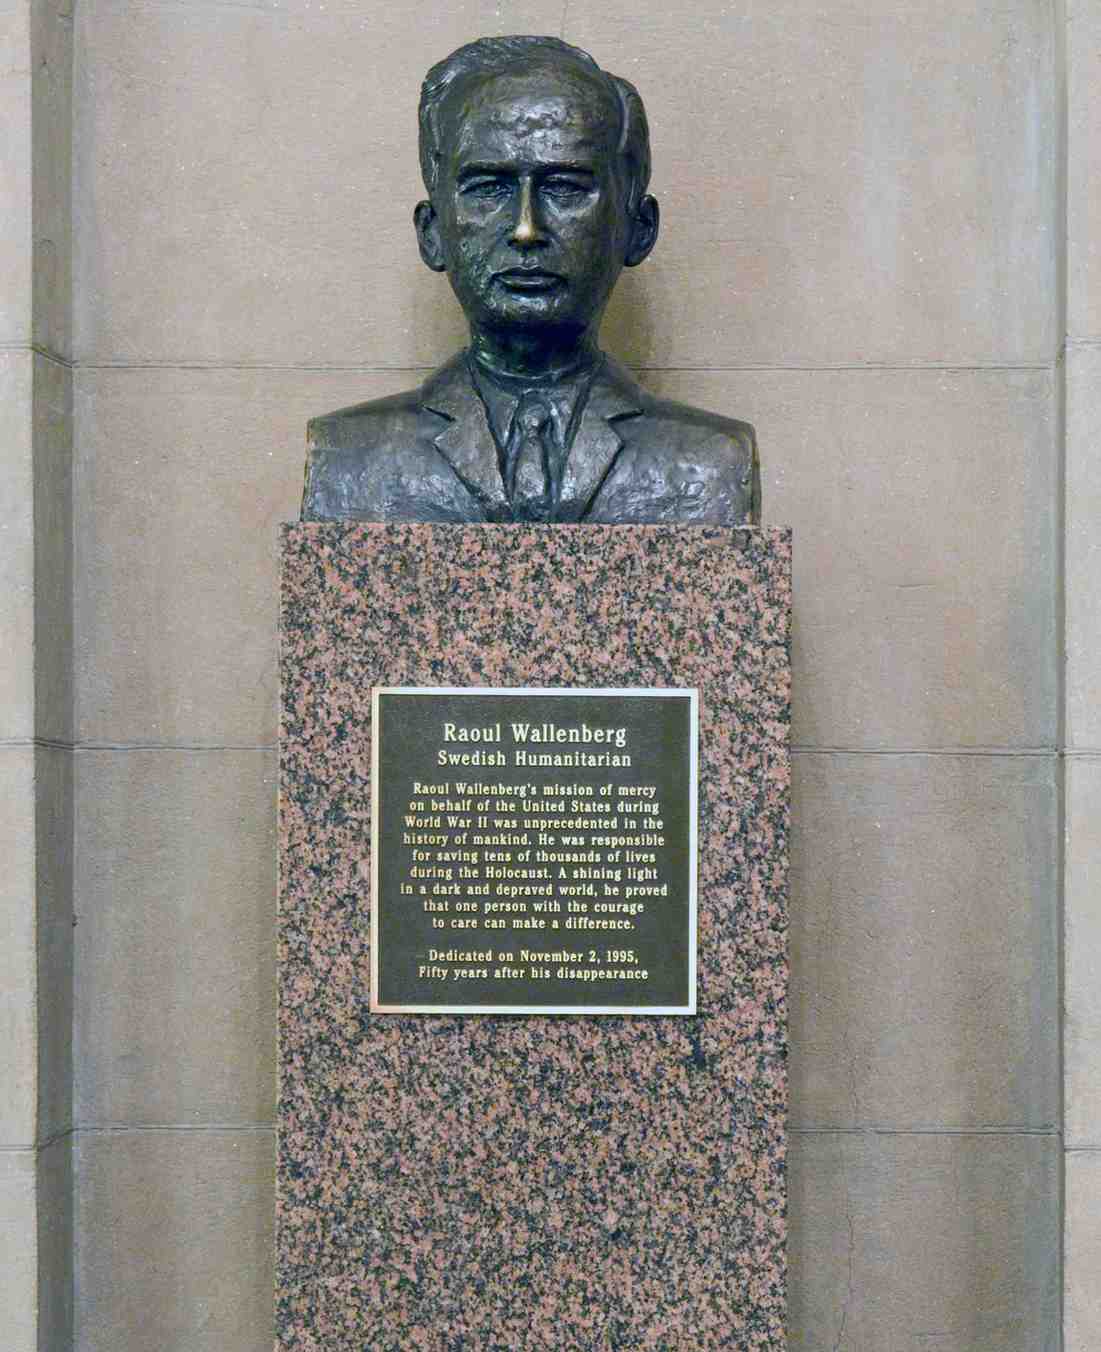 Raoul Wallenberg
Swedish Humanitarian
Raoul Wallenberg's mission of mercy
on behalf of the United States during
World War II was unprecedented in the
history of mankind. He was responsible
for saving tens of thousands of lives
during the Holocaust. A shining light
in a dark and depraved world, he proved
that one person with the courage
to care can make a difference.
Dedicated on November 2, 1995,
Fifty years after his disappearance